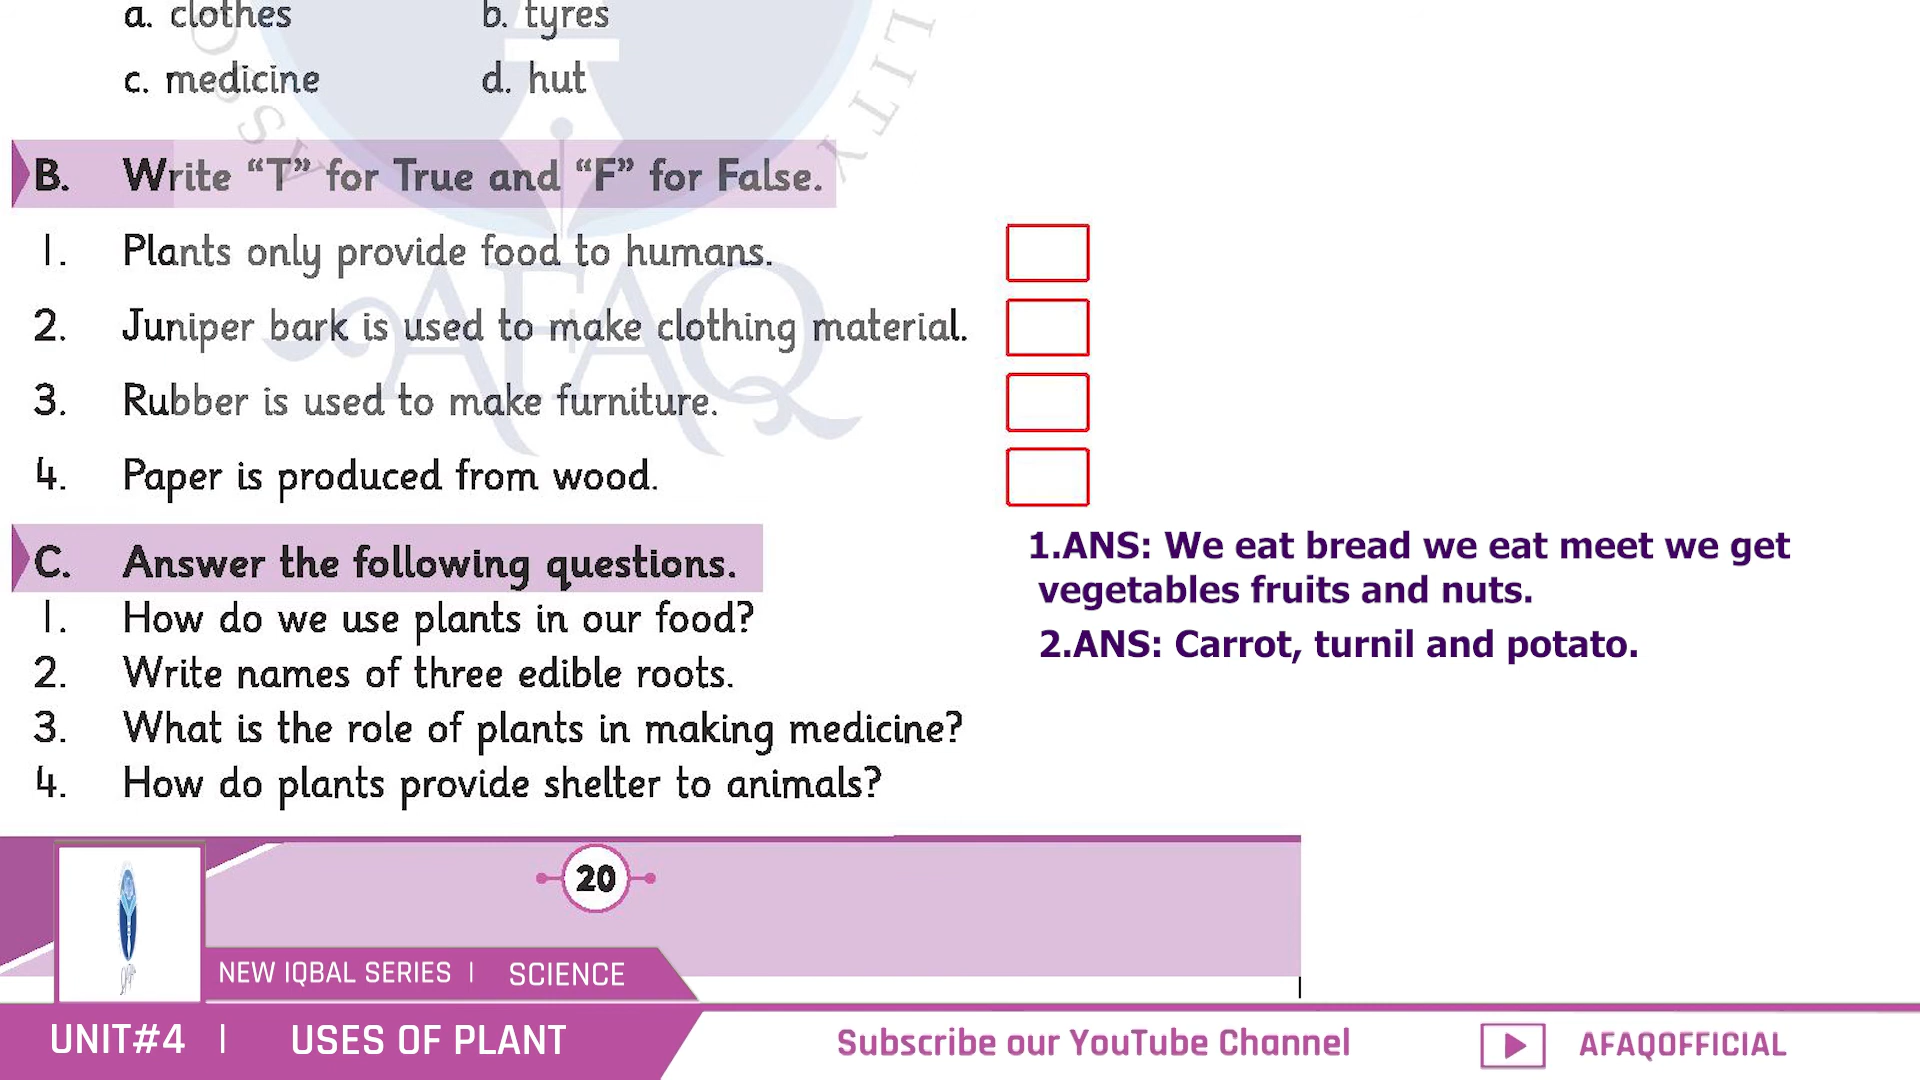 a. clothes b. tyres
c. medicine d. hut
B. Write “T” for True and “F” for False.
1. Plants only provide food to humans.
2. Juniper bark is used to make clothing material.
3. Rubber is used to make furniture.
4. Paper is produced from wood.
C. Answer the following questions.
1. How do we use plants in our food?
2. Write names of three edible roots.
3. What is the role of plants in making medicine?
4. How do plants provide shelter to animals?
1.ANS: We eat bread we eat meet we get
vegetables fruits and nuts.
2.ANS: Carrot, turnil and potato.
AFAQ
20
NEW IQBAL SERIES | SCIENCE
UNIT#4 | USES OF PLANT
Subscribe our YouTube Channel
AFAQOFFICIAL